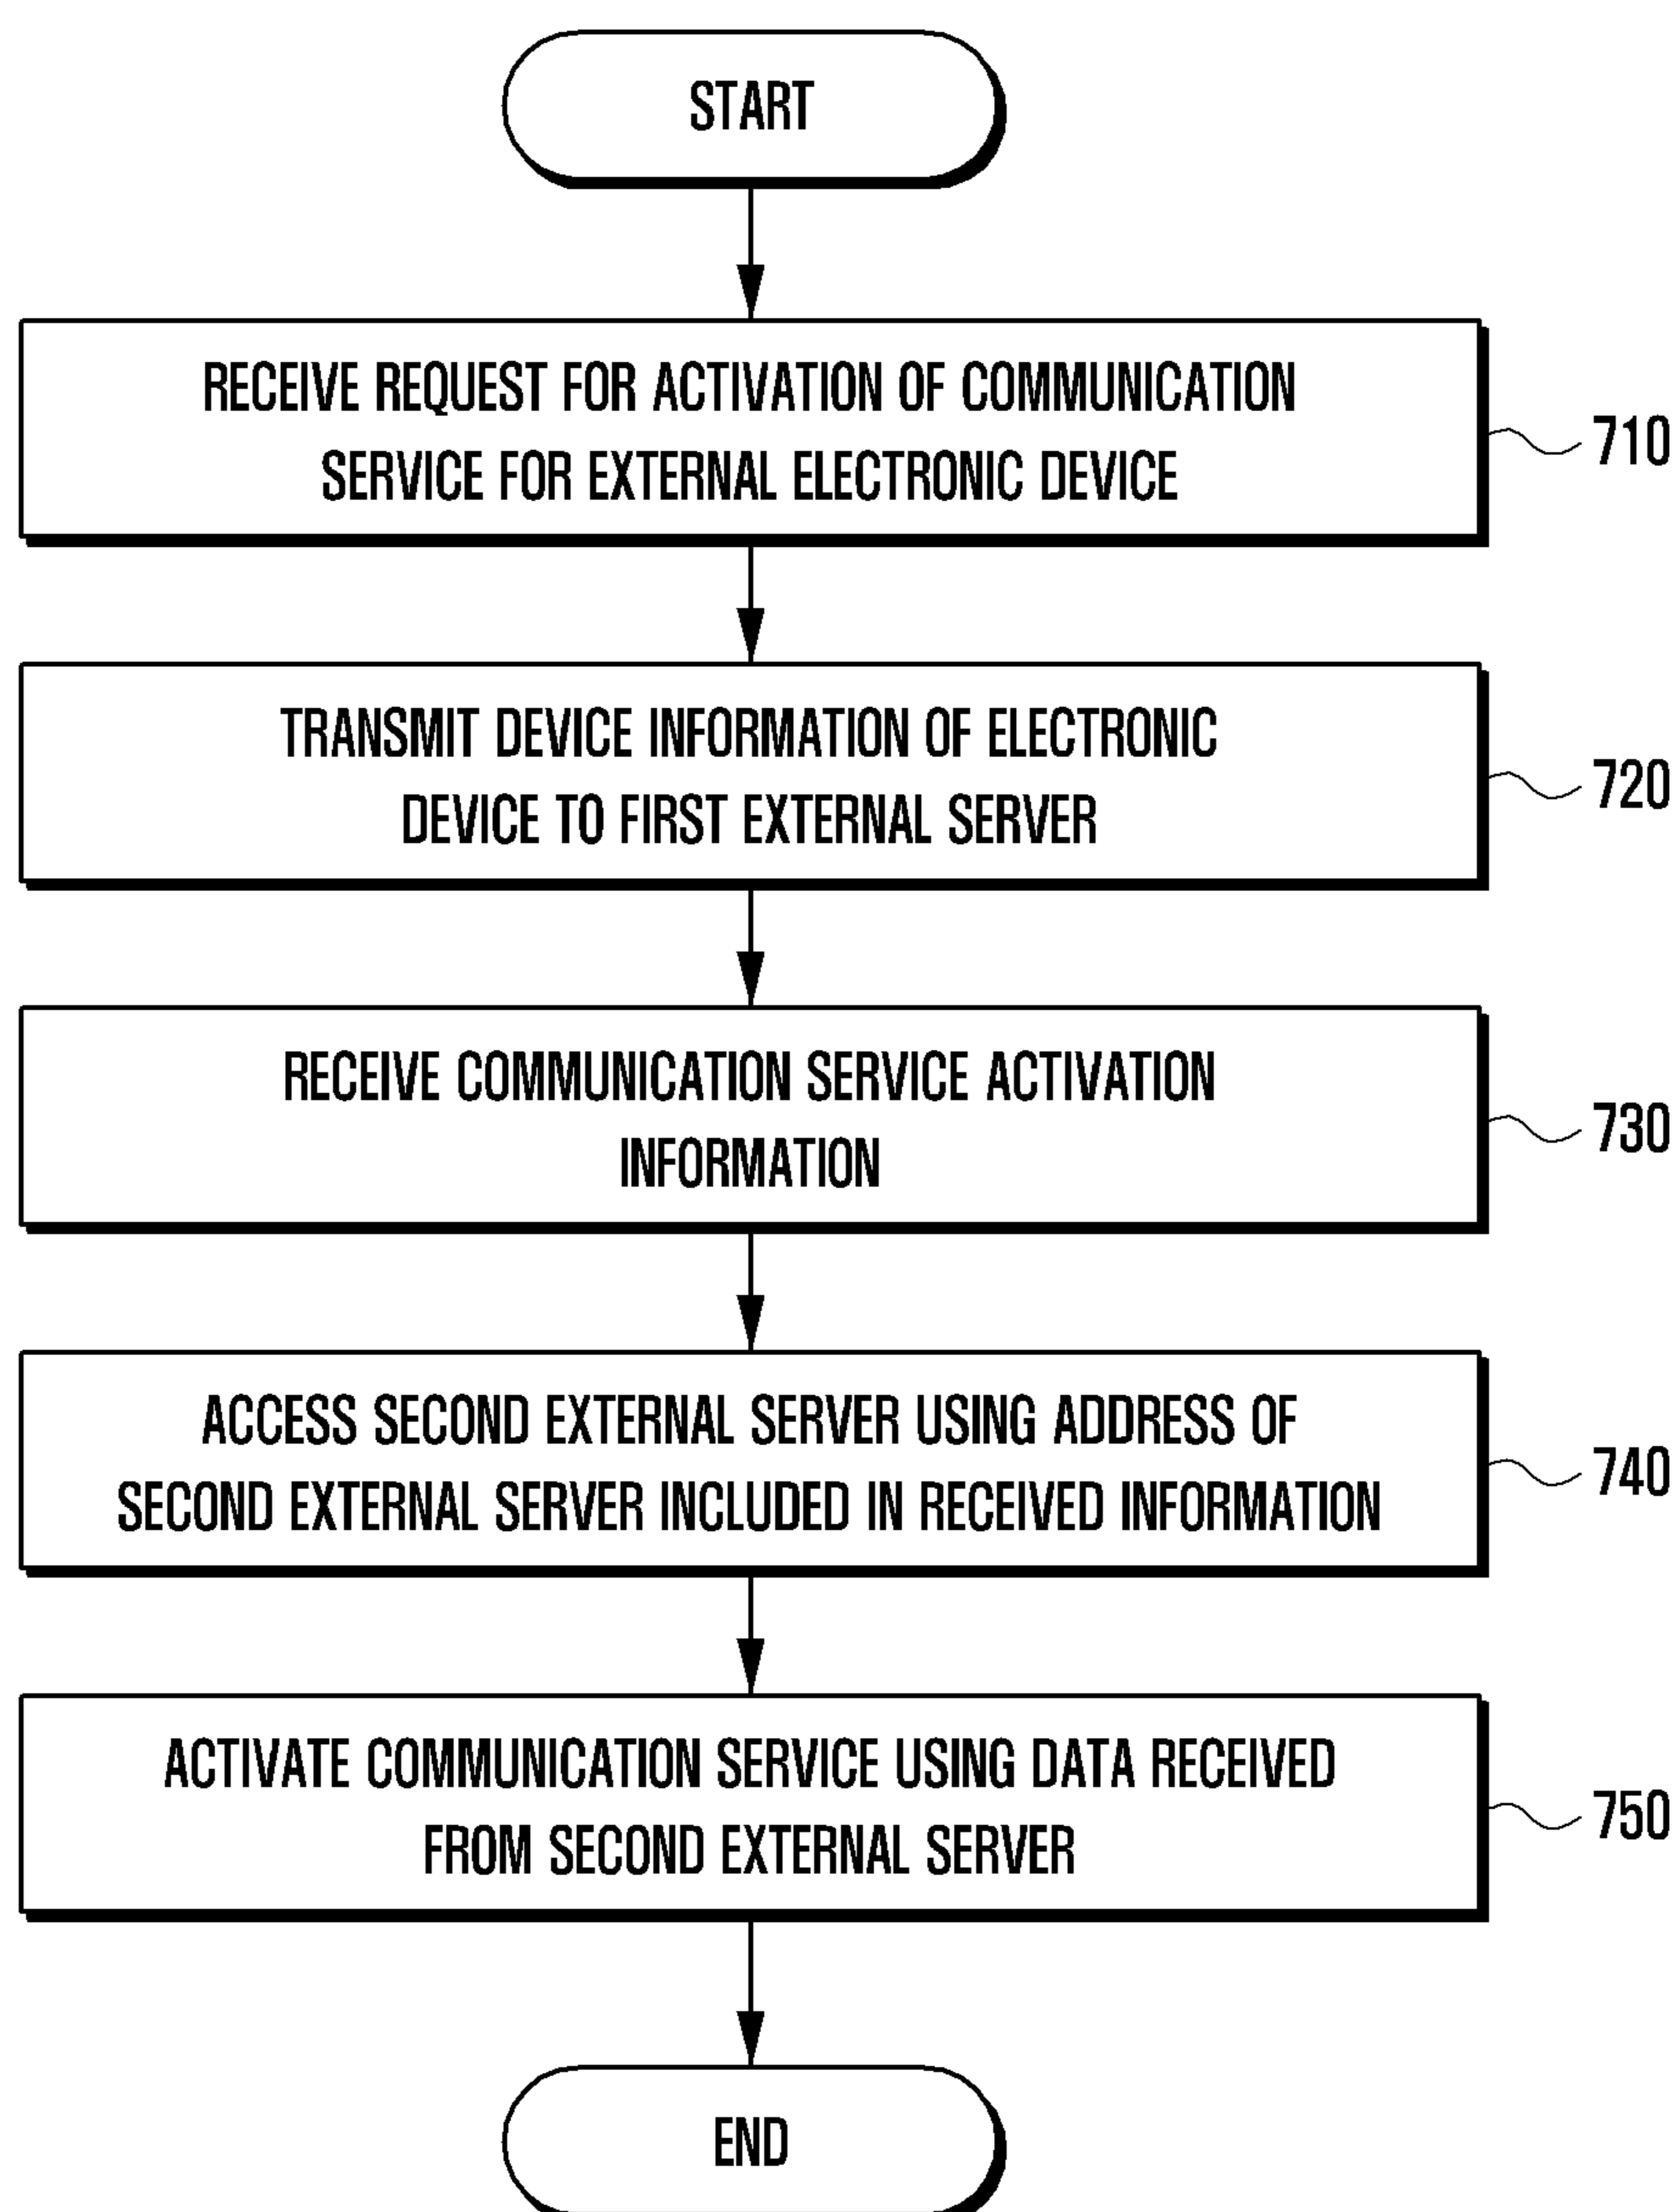 START
RECEIVE REQUEST FOR ACTIVATION OF COMMUNICATION
SERVICE FOR EXTERNAL ELECTRONIC DEVICE
710
TRANSMIT DEVICE INFORMATION OF ELECTRONIC
DEVICE TO FIRST EXTERNAL SERVER
720
RECEIVE COMMUNICATION SERVICE ACTIVATION
INFORMATION
730
ACCESS SECOND EXTERNAL SERVER USING ADDRESS OF
SECOND EXTERNAL SERVER INCLUDED IN RECEIVED INFORMATION
740
ACTIVATE COMMUNICATION SERVICE USING DATA RECEIVED
FROM SECOND EXTERNAL SERVER
750
END